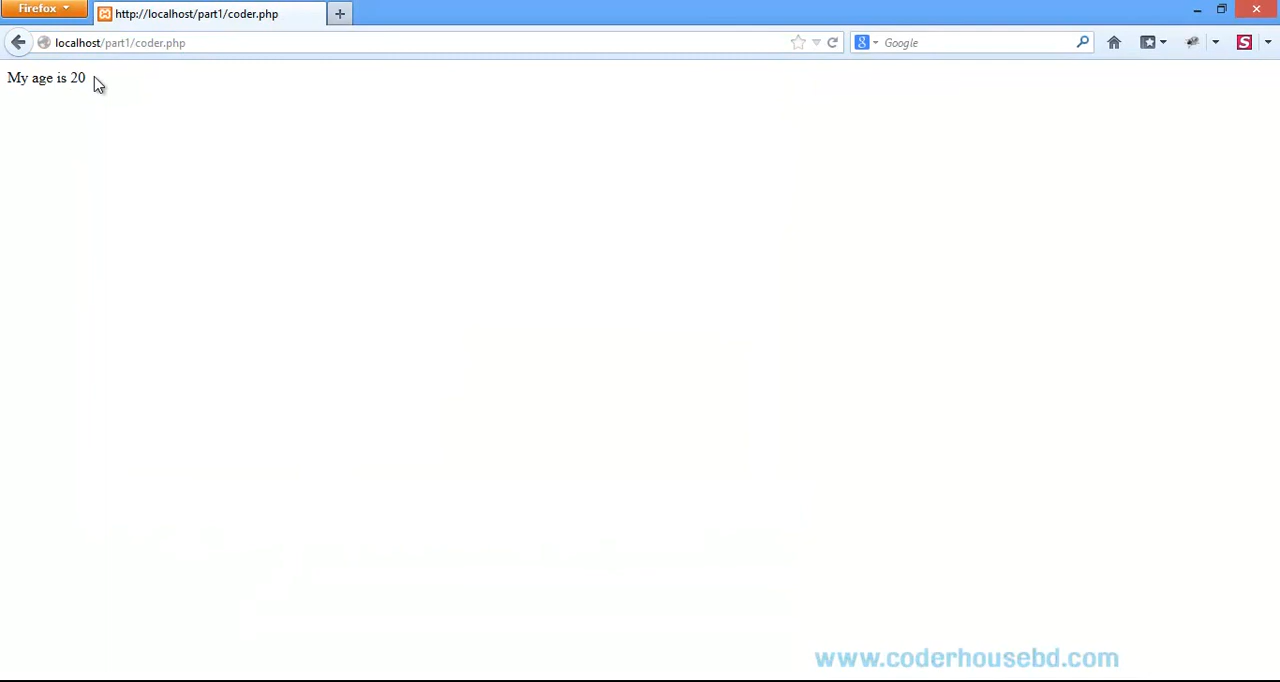 Firefox
http://localhost/part1/coder.php
localhost/part1/coder.php
Google
My age is 20
www.coderhousebd.com